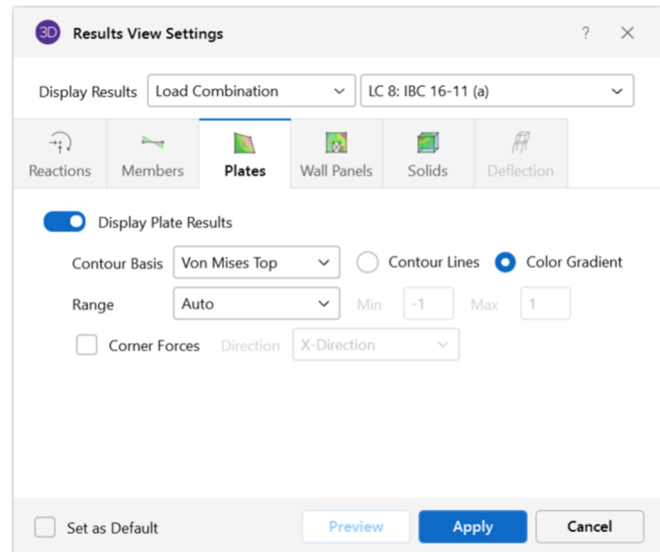 3D Results View Settings ?
Display Results Load Combination LC 8: IBC 16-11 (a)
Reactions Members Plates Wall Panels Solids Deflection
Display Plate Results
Contour Basis Von Mises Top Contour Lines Color Gradient
Range Auto Min -1 Max 1
Corner Forces Direction X-Direction
Set as Default Preview Apply Cancel